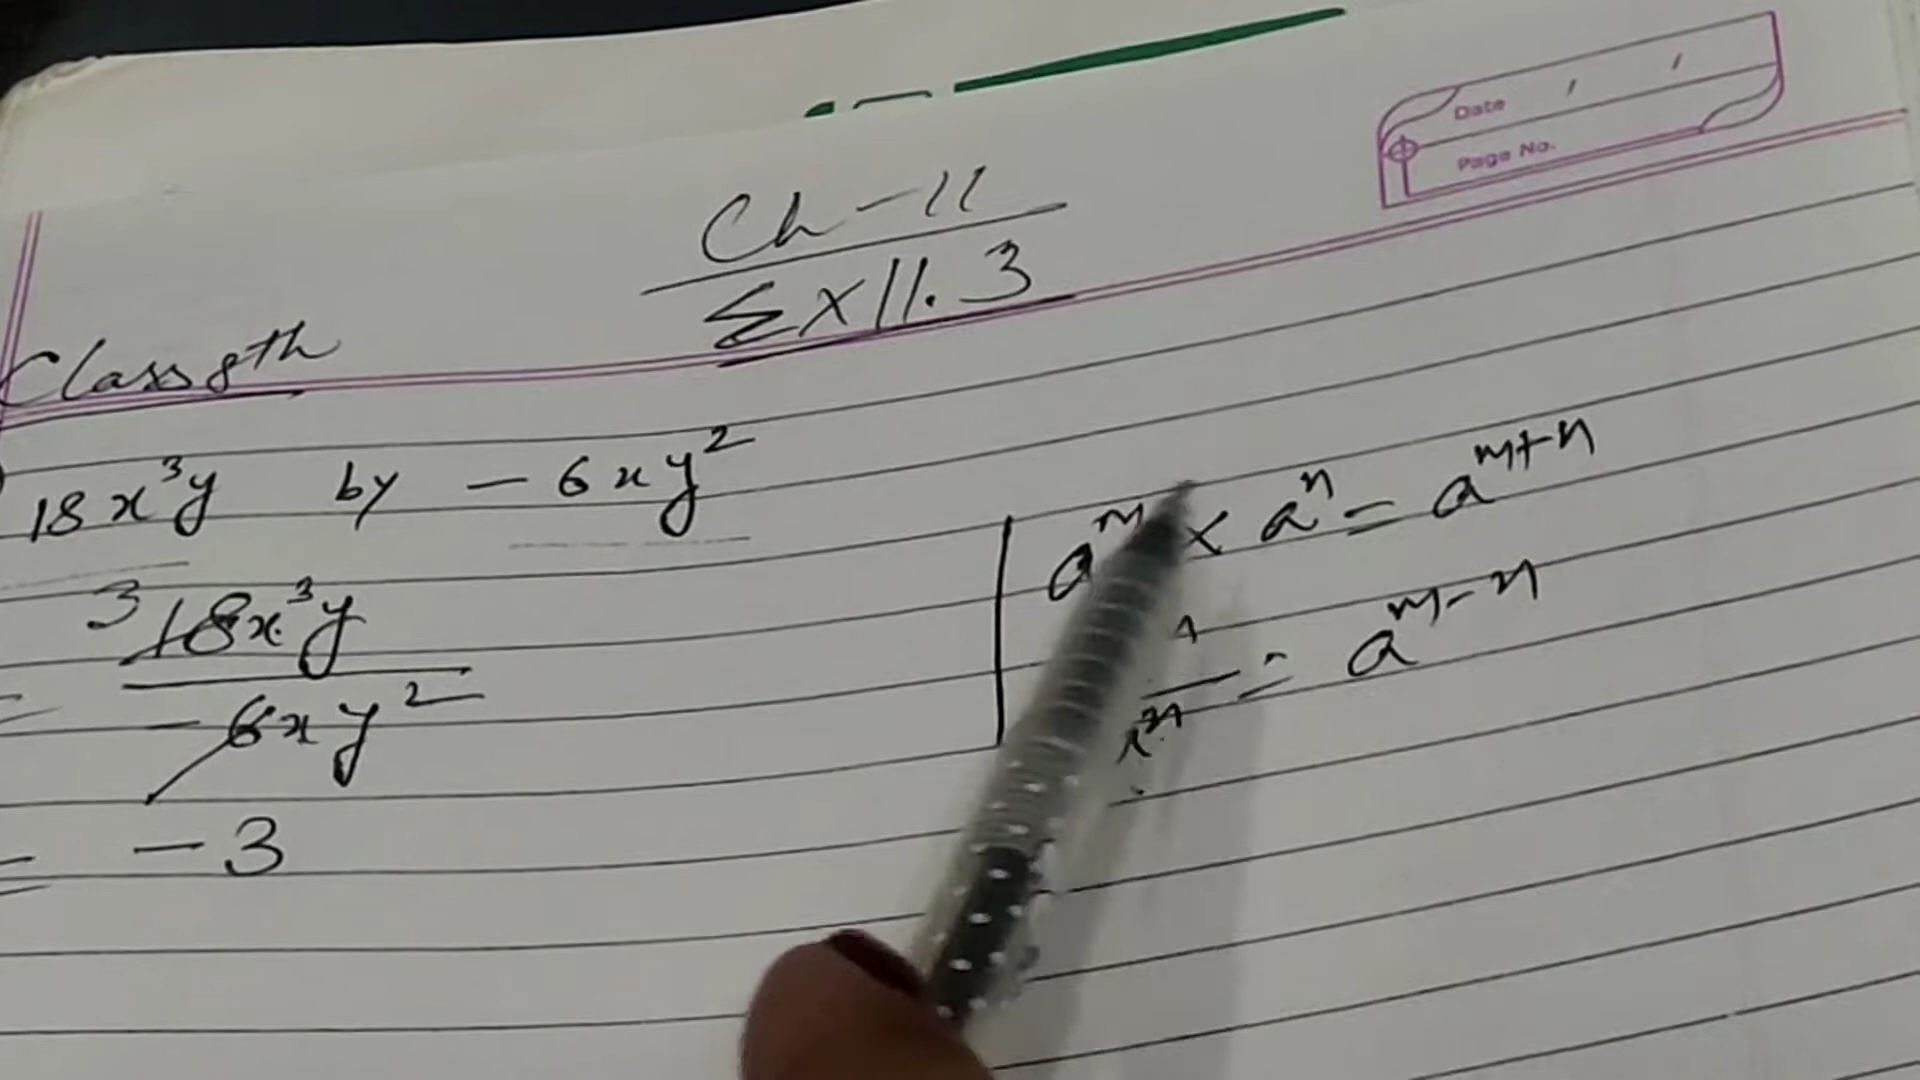 Date / /
Page No.
Ch-11
Ex 11.3
Class 8th
18x³y by - 6xy²
3 18x³y
- 6xy²
= - 3
aᵐ × aⁿ = aᵐ⁺ⁿ
= aᵐ⁻ⁿ